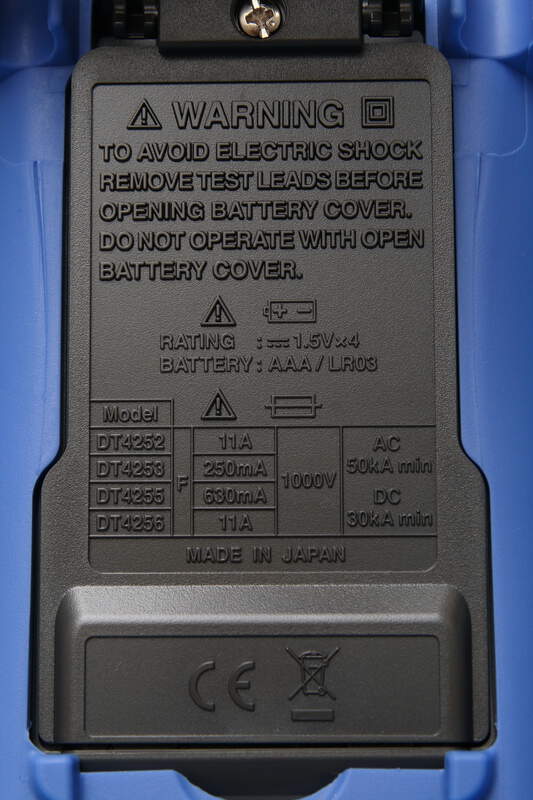 WARNING
TO AVOID ELECTRIC SHOCK
REMOVE TEST LEADS BEFORE
OPENING BATTERY COVER.
DO NOT OPERATE WITH OPEN
BATTERY COVER.
+ −
RATING : ⎓ 1.5V×4
BATTERY : AAA / LR03
Model
DT4252 F 11A 1000V AC 50kA min DC 30kA min
DT4253 250mA
DT4255 630mA
DT4256 11A
MADE IN JAPAN
CE